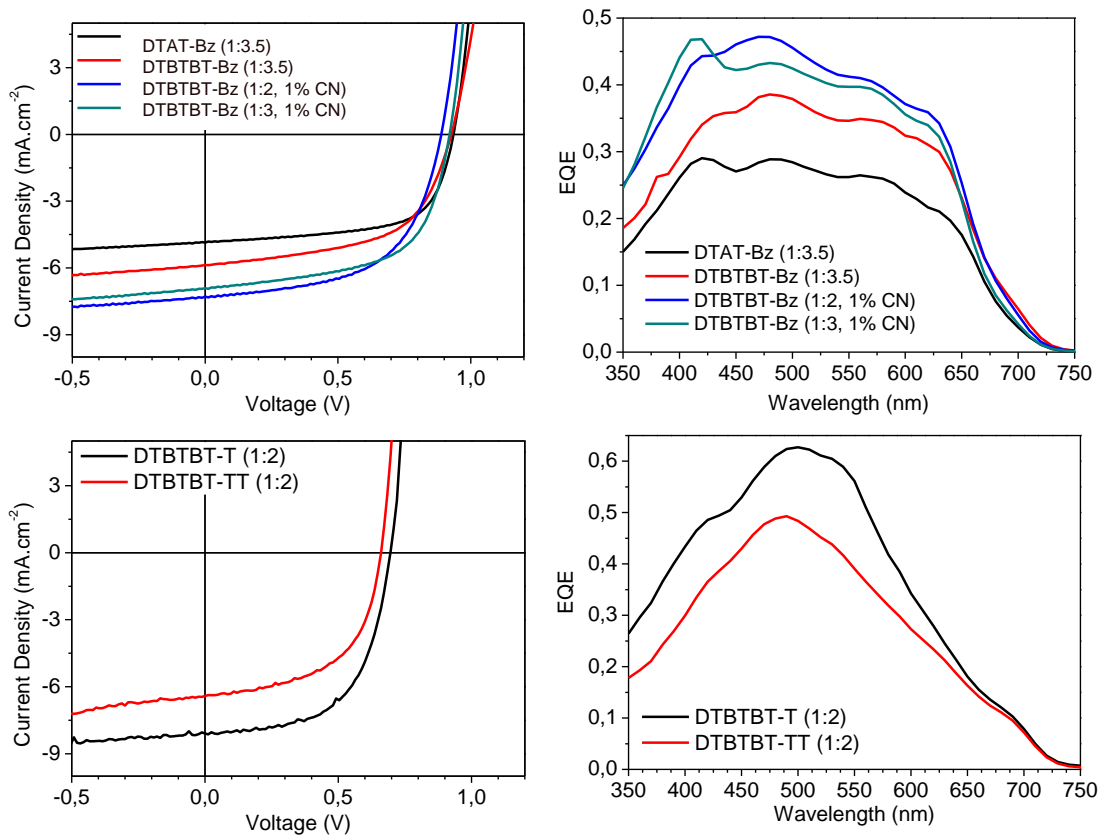 3
0
-3
-6
-9
Current Density (mA.cm-2)
-0,5
0,0
0,5
1,0
Voltage (V)
DTAT-Bz (1:3.5)
DTBTBT-Bz (1:3.5)
DTBTBT-Bz (1:2, 1% CN)
DTBTBT-Bz (1:3, 1% CN)
0,5
0,4
0,3
0,2
0,1
0,0
EQE
350 400 450 500 550 600 650 700 750
Wavelength (nm)
DTAT-Bz (1:3.5)
DTBTBT-Bz (1:3.5)
DTBTBT-Bz (1:2, 1% CN)
DTBTBT-Bz (1:3, 1% CN)
3
0
-3
-6
-9
Current Density (mA.cm-2)
-0,5
0,0
0,5
1,0
Voltage (V)
DTBTBT-T (1:2)
DTBTBT-TT (1:2)
0,6
0,5
0,4
0,3
0,2
0,1
0,0
EQE
350 400 450 500 550 600 650 700 750
Wavelength (nm)
DTBTBT-T (1:2)
DTBTBT-TT (1:2)